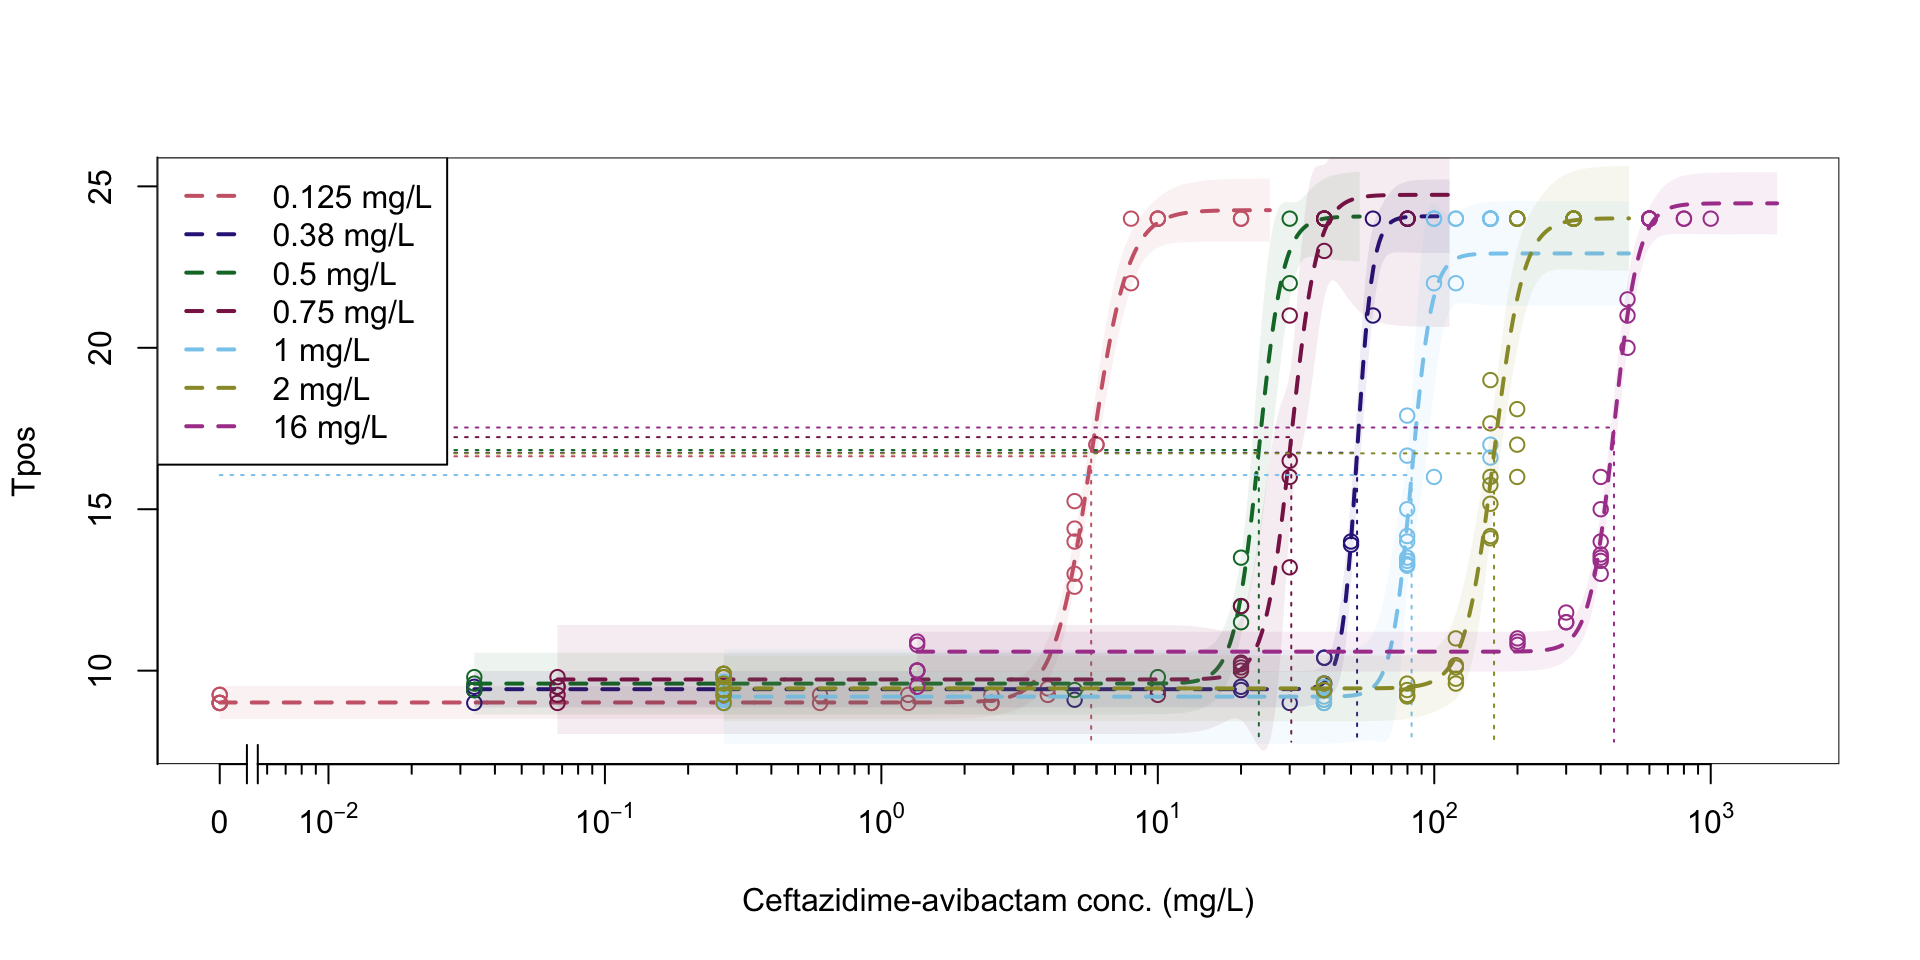 25
20
15
10
Tpos
0.125 mg/L
0.38 mg/L
0.5 mg/L
0.75 mg/L
1 mg/L
2 mg/L
16 mg/L
0 10⁻² 10⁻¹ 10⁰ 10¹ 10² 10³
Ceftazidime-avibactam conc. (mg/L)